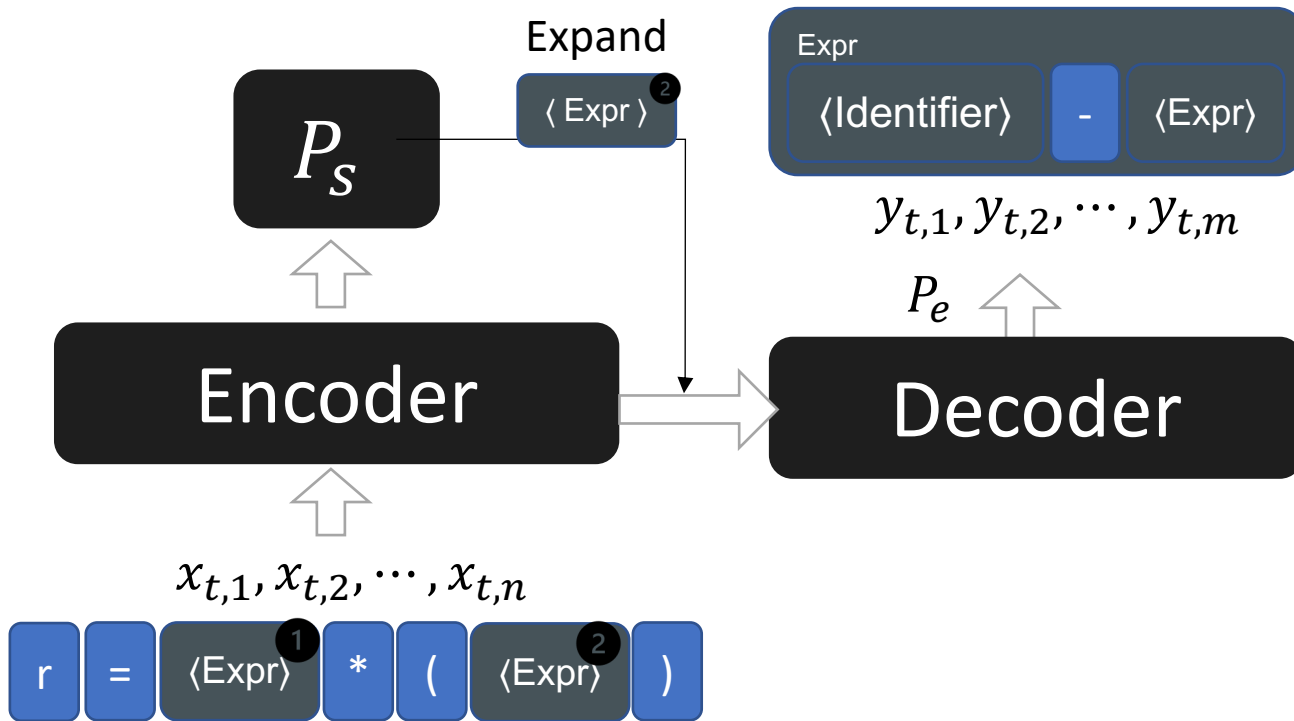 Expand
⟨ Expr ⟩ 2
P_s
Expr
⟨Identifier⟩ - ⟨Expr⟩
y_{t,1}, y_{t,2}, ⋯ , y_{t,m}
P_e
Encoder
Decoder
x_{t,1}, x_{t,2}, ⋯ , x_{t,n}
r = ⟨Expr⟩ 1 * ( ⟨Expr⟩ 2 )